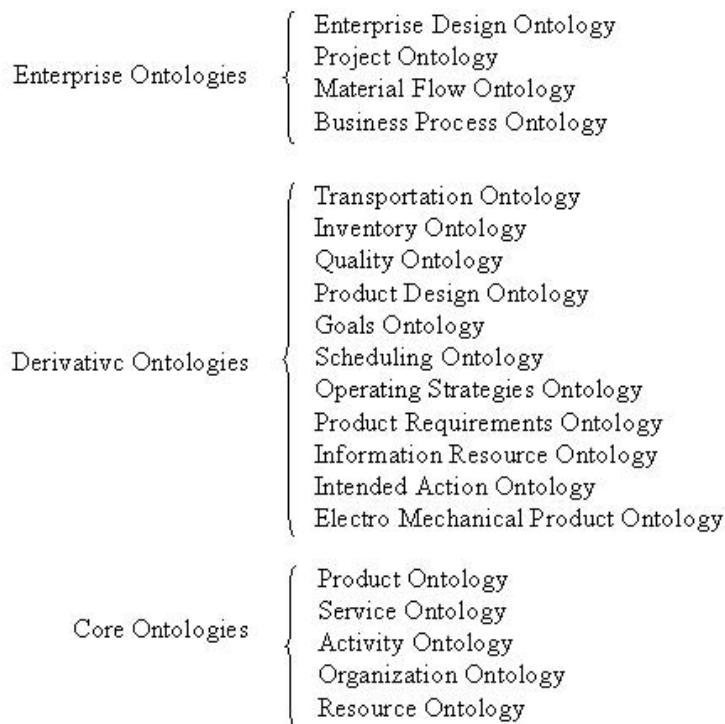 Enterprise Ontologies
Enterprise Design Ontology
Project Ontology
Material Flow Ontology
Business Process Ontology
Derivativc Ontologies
Transportation Ontology
Inventory Ontology
Quality Ontology
Product Design Ontology
Goals Ontology
Scheduling Ontology
Operating Strategies Ontology
Product Requirements Ontology
Information Resource Ontology
Intended Action Ontology
Electro Mechanical Product Ontology
Core Ontologies
Product Ontology
Service Ontology
Activity Ontology
Organization Ontology
Resource Ontology